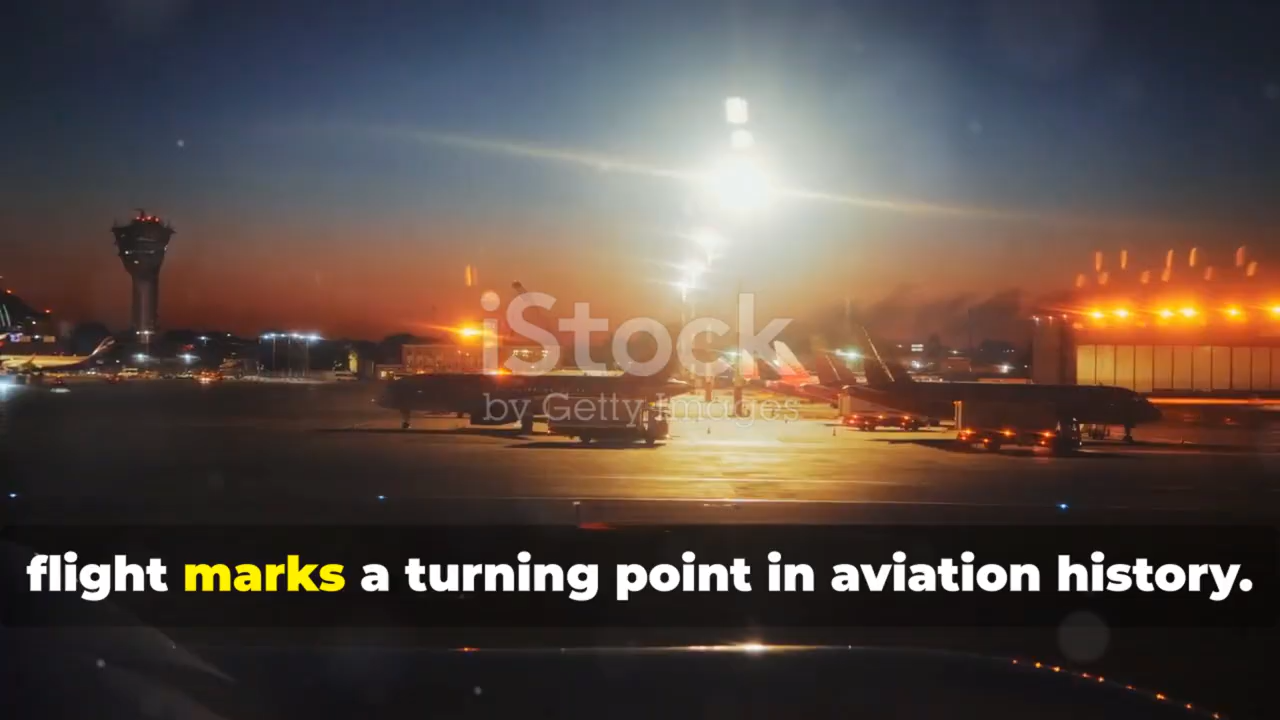 iStock
by Getty Images
flight marks a turning point in aviation history.